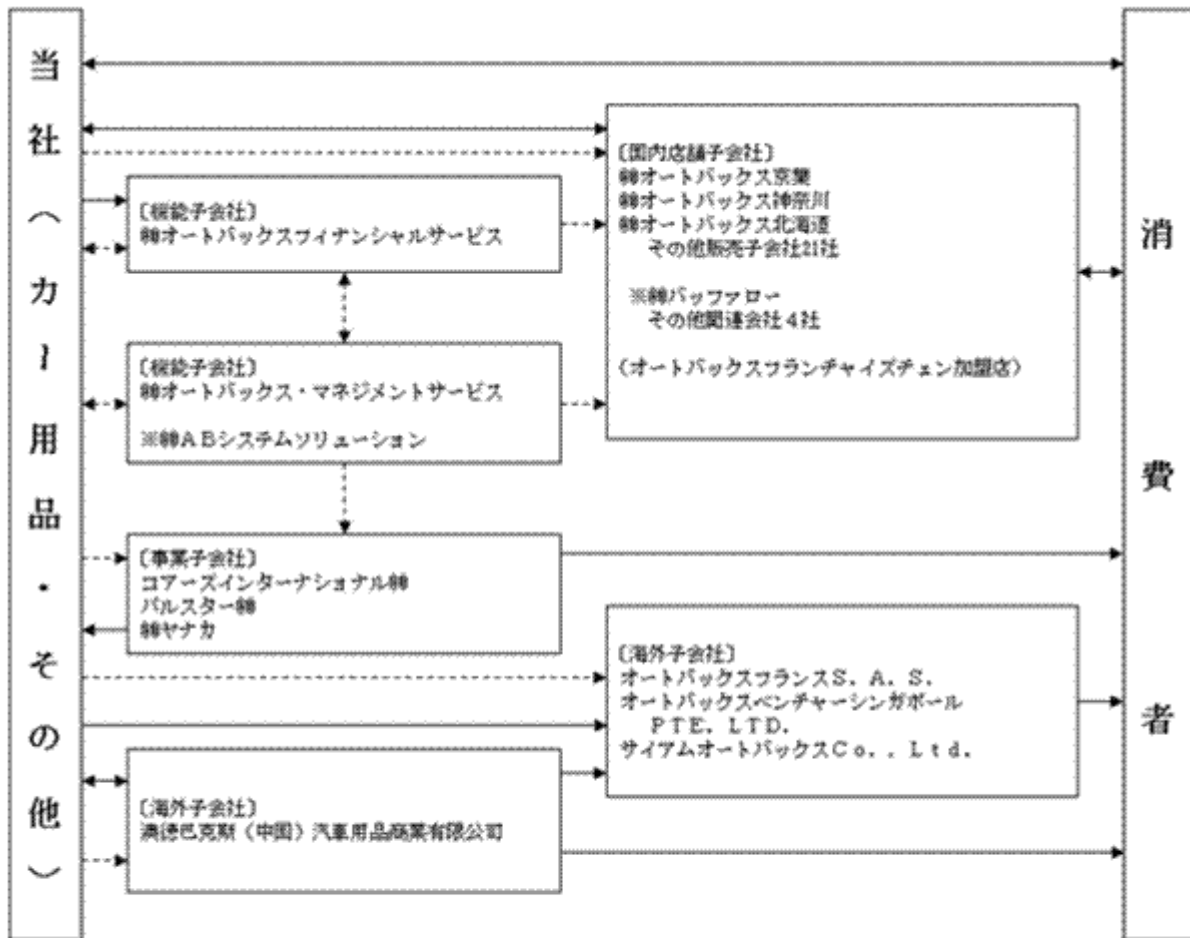 当社（カー用品・その他）
〔国内店舗子会社〕
㈱オートバックス京葉
㈱オートバックス神奈川
㈱オートバックス北海道
その他販売子会社21社
※㈱バッファロー
その他関連会社４社
〈オートバックスフランチャイズチェン加盟店〉
〔機能子会社〕
㈱オートバックスフィナンシャルサービス
〔機能子会社〕
㈱オートバックス・マネジメントサービス
※㈱ＡＢシステムソリューション
〔事業子会社〕
コアーズインターナショナル㈱
パルスター㈱
㈱ヤナカ
〔海外子会社〕
オートバックスフランスＳ．Ａ．Ｓ．
オートバックスベンチャーシンガポール
ＰＴＥ．ＬＴＤ．
サイアムオートバックスＣｏ．．Ｌｔｄ．
〔海外子会社〕
澳徳巴克斯（中国）汽車用品商業有限公司
消費者